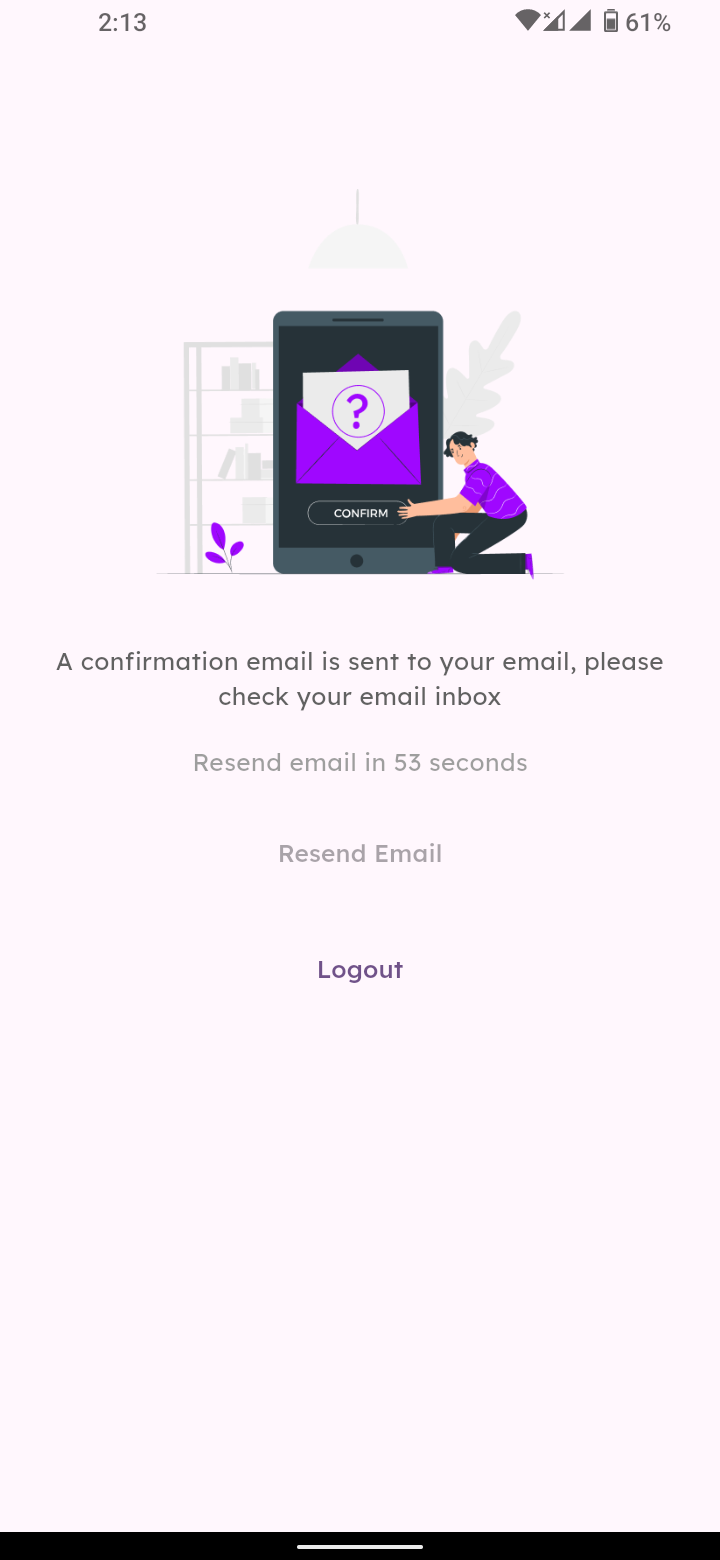 2:13
61%
?
CONFIRM
A confirmation email is sent to your email, please
check your email inbox
Resend email in 53 seconds
Resend Email
Logout